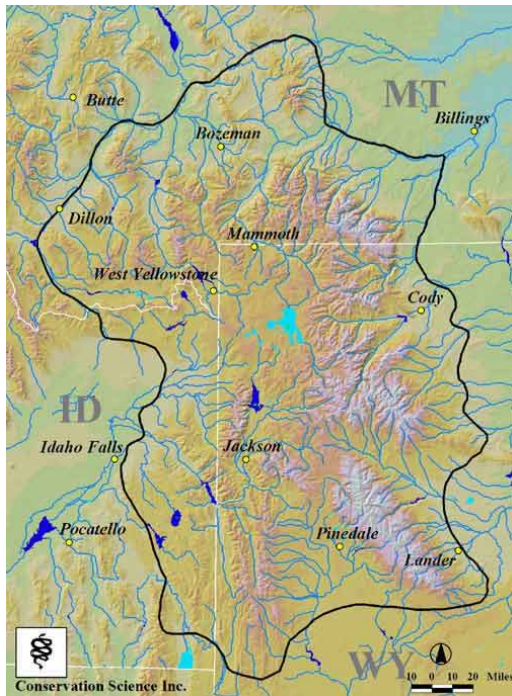 Butte
MT
Billings
Bozeman
Dillon
Mammoth
West Yellowstone
Cody
ID
Idaho Falls
Jackson
Pocatello
Pinedale
Lander
WY
Conservation Science Inc.
10 0 10 20 Miles